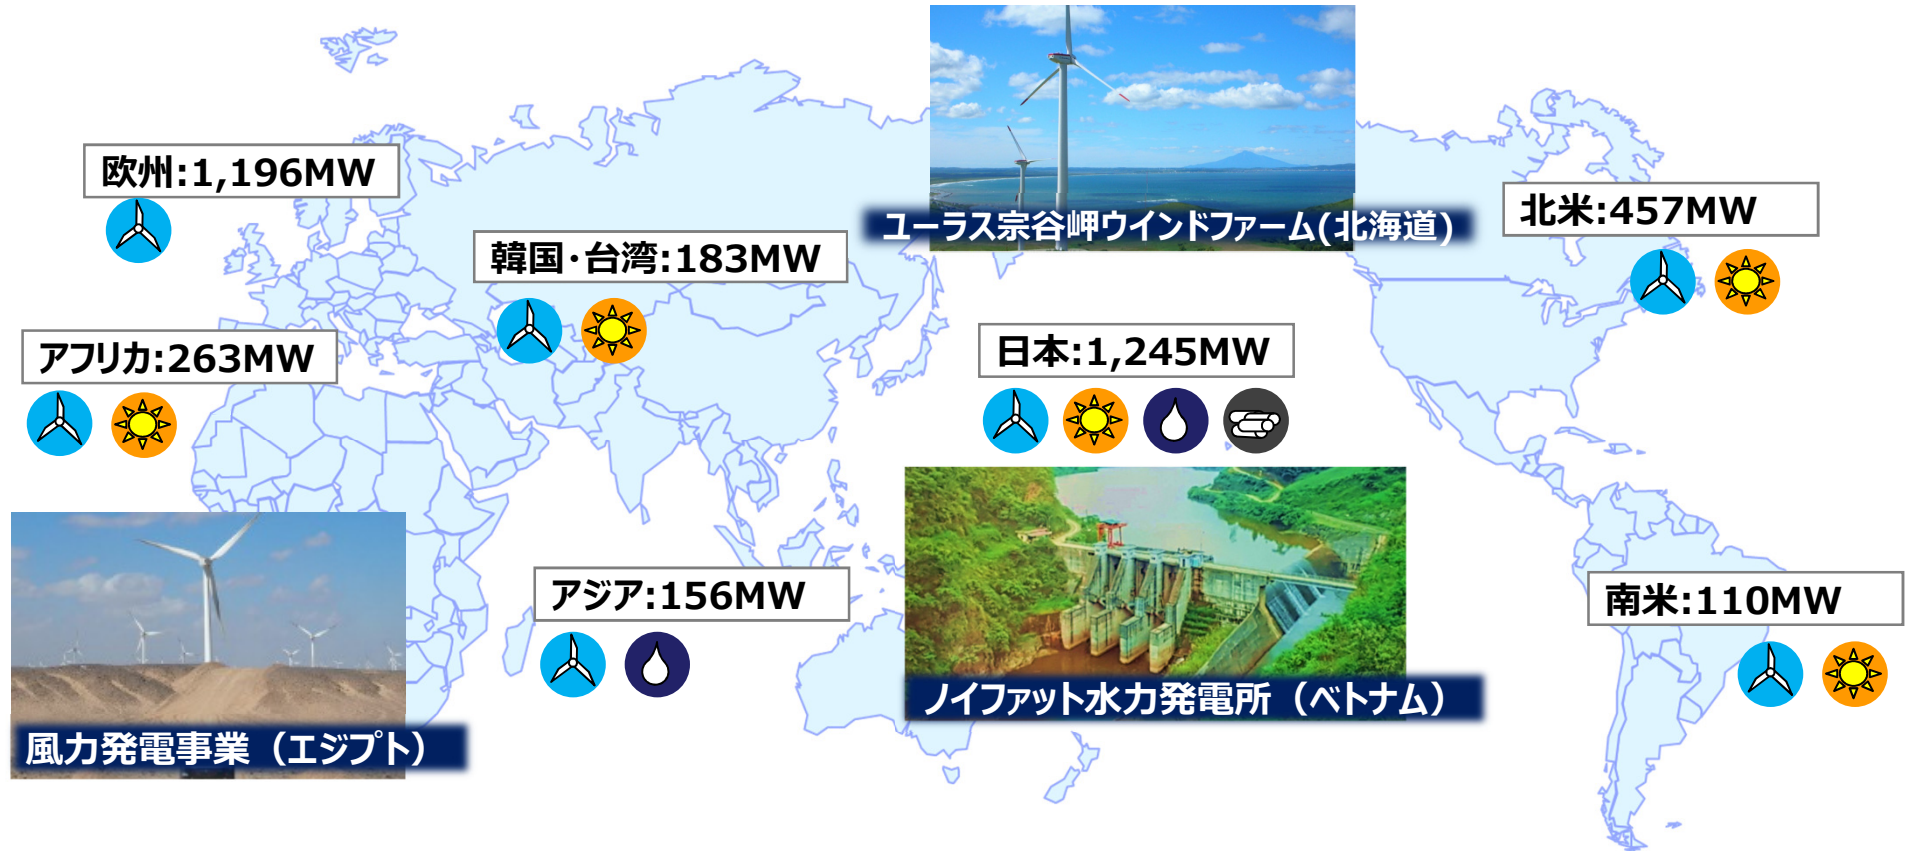 欧州:1,196MW
ユーラス宗谷岬ウインドファーム(北海道)
北米:457MW
韓国・台湾:183MW
アフリカ:263MW
日本:1,245MW
アジア:156MW
南米:110MW
ノイファット水力発電所（ベトナム）
風力発電事業（エジプト）